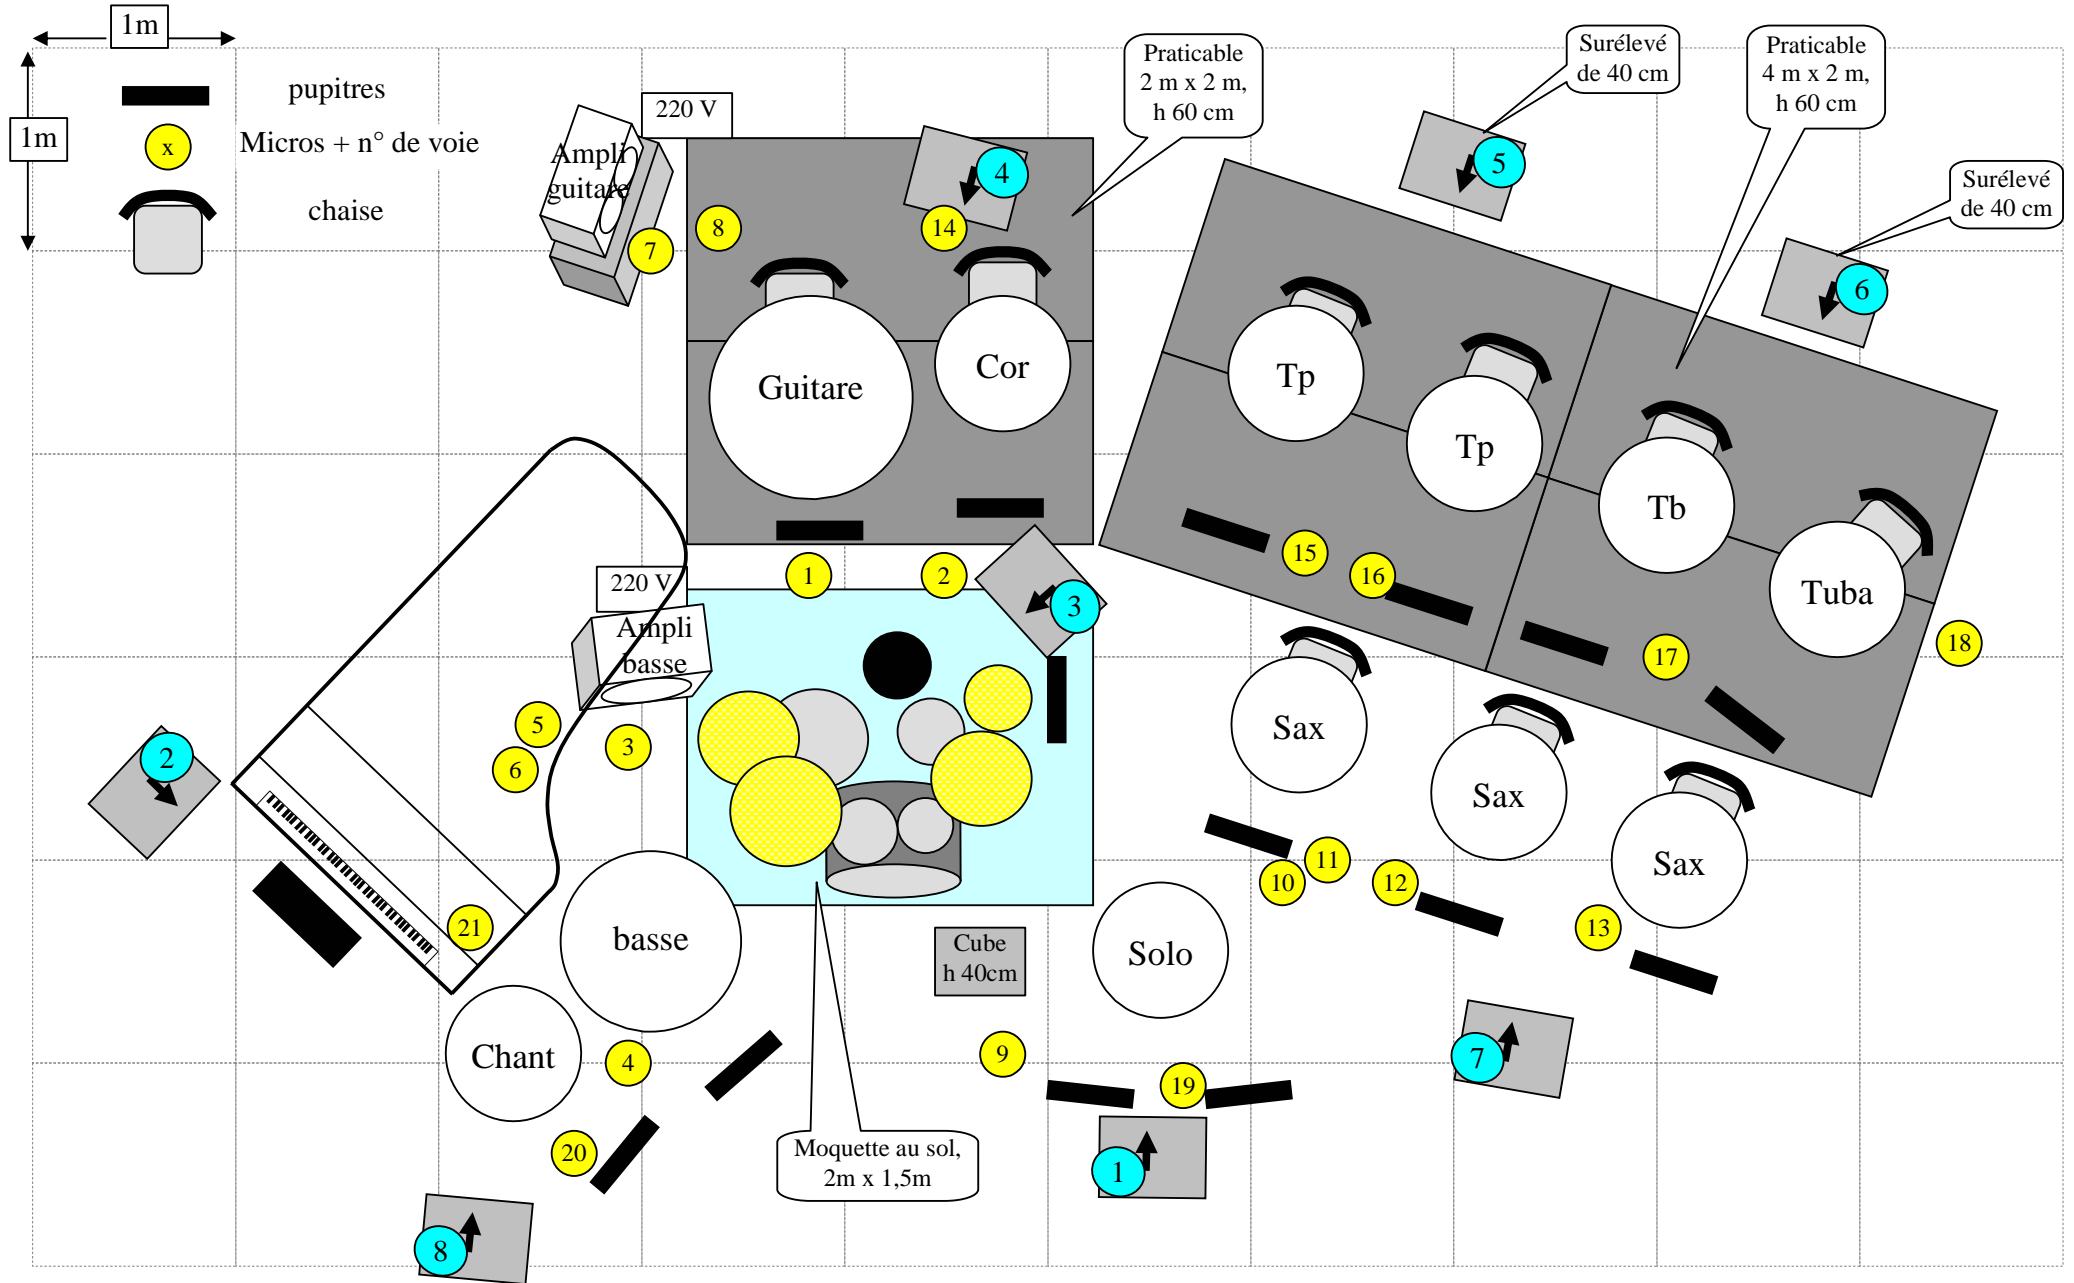 1m
1m
pupitres
x
Micros + n° de voie
chaise
Ampli
guitare
220 V
7
8
4
14
Praticable
2 m x 2 m,
h 60 cm
Surélevé
de 40 cm
5
Praticable
4 m x 2 m,
h 60 cm
Surélevé
de 40 cm
6
Guitare
Cor
Tp
Tp
Tb
Tuba
15
16
17
18
1
2
3
220 V
Ampli
basse
5
6
3
2
21
basse
Chant
4
20
8
Sax
Sax
Sax
10
11
12
13
Cube
h 40cm
Solo
9
19
1
7
Moquette au sol,
2m x 1,5m